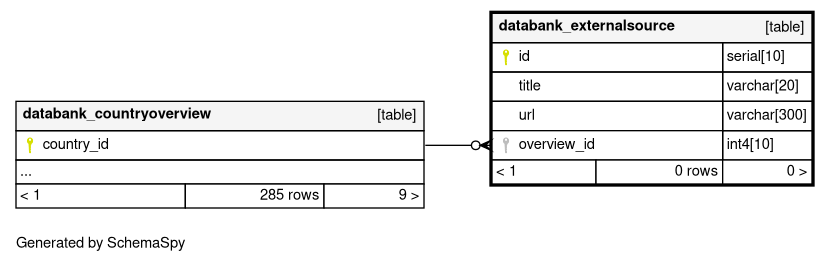 databank_externalsource [table]
id serial[10]
title varchar[20]
url varchar[300]
overview_id int4[10]
< 1 0 rows 0 >
databank_countryoverview [table]
country_id
...
< 1 285 rows 9 >
Generated by SchemaSpy